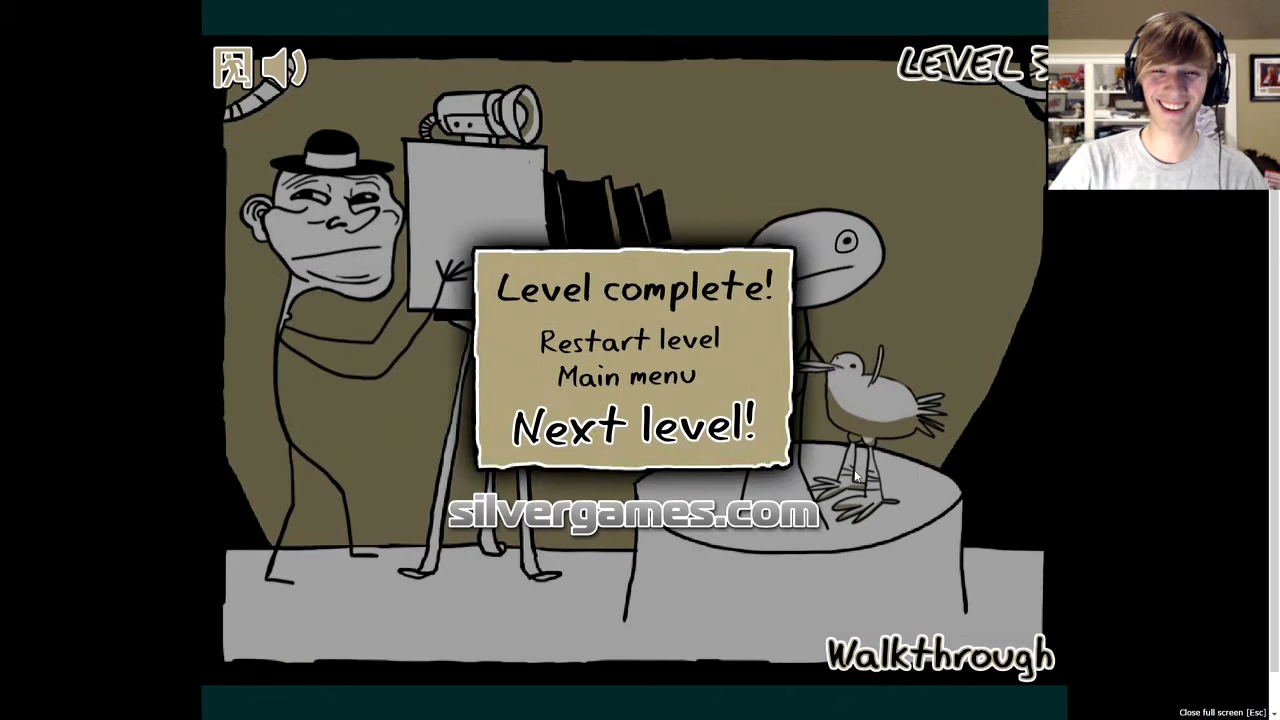 LEVEL 3
Level complete!
Restart level
Main menu
Next level!
silvergames.com
Walkthrough
Close full screen [Esc]